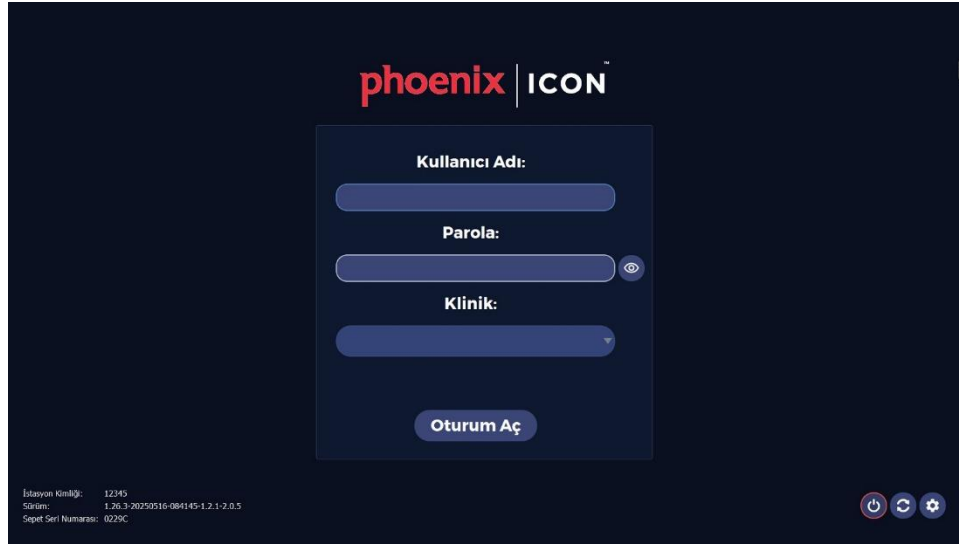 phoenix | ICON™
Kullanıcı Adı:
Parola:
Klinik:
Oturum Aç
İstasyon Kimliği: 12345
Sürüm: 1.26.3-20250516-084145-1.2.1-2.0.5
Sepet Seri Numarası: 0229C